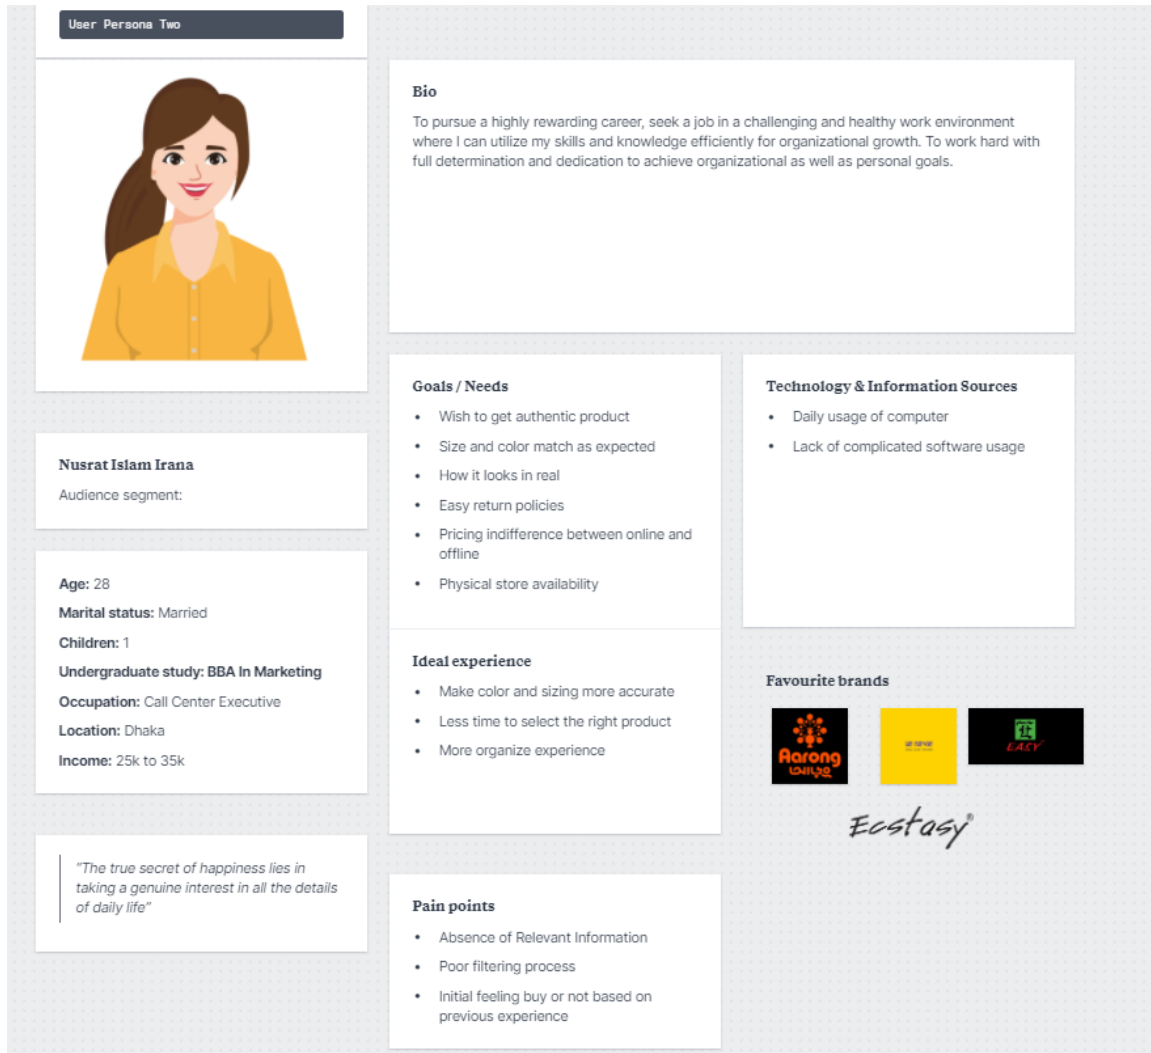 User Persona Two
Bio
To pursue a highly rewarding career, seek a job in a challenging and healthy work environment
where I can utilize my skills and knowledge efficiently for organizational growth. To work hard with
full determination and dedication to achieve organizational as well as personal goals.
Nusrat Islam Irana
Audience segment:
Age: 28
Marital status: Married
Children: 1
Undergraduate study: BBA In Marketing
Occupation: Call Center Executive
Location: Dhaka
Income: 25k to 35k
"The true secret of happiness lies in
taking a genuine interest in all the details
of daily life"
Goals / Needs
• Wish to get authentic product
• Size and color match as expected
• How it looks in real
• Easy return policies
• Pricing indifference between online and
offline
• Physical store availability
Ideal experience
• Make color and sizing more accurate
• Less time to select the right product
• More organize experience
Pain points
• Absence of Relevant Information
• Poor filtering process
• Initial feeling buy or not based on
previous experience
Technology & Information Sources
• Daily usage of computer
• Lack of complicated software usage
Favourite brands
Aarong
আড়ং
EASY
Ecstasy®